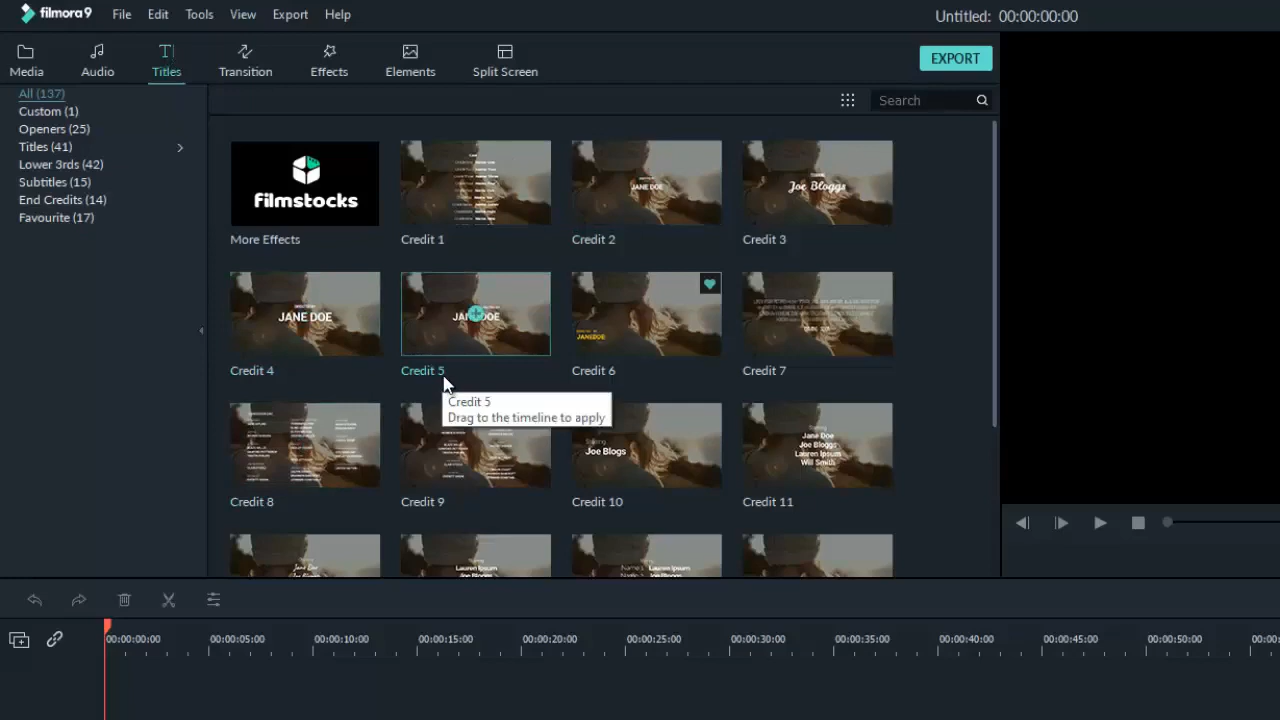 filmora9 File Edit Tools View Export Help Untitled: 00:00:00:00
Media Audio Titles Transition Effects Elements Split Screen EXPORT
All (137)
Custom (1)
Openers (25)
Titles (41)
Lower 3rds (42)
Subtitles (15)
End Credits (14)
Favourite (17)
Search
filmstocks
JANE DOE
Joe Bloggs
More Effects Credit 1 Credit 2 Credit 3
JANE DOE
JANEDOE
Credit 4 Credit 5 Credit 6 Credit 7
Credit 5
Drag to the timeline to apply
Starring
Joe Blogs
Jane Doe
Joe Bloggs
Lauren Ipsum
Will Smith
Credit 8 Credit 9 Credit 10 Credit 11
Jane Doe
Lauren Ipsum
Lauren Ipsum
00:00:00:00 00:00:05:00 00:00:10:00 00:00:15:00 00:00:20:00 00:00:25:00 00:00:30:00 00:00:35:00 00:00:40:00 00:00:45:00 00:00:50:00